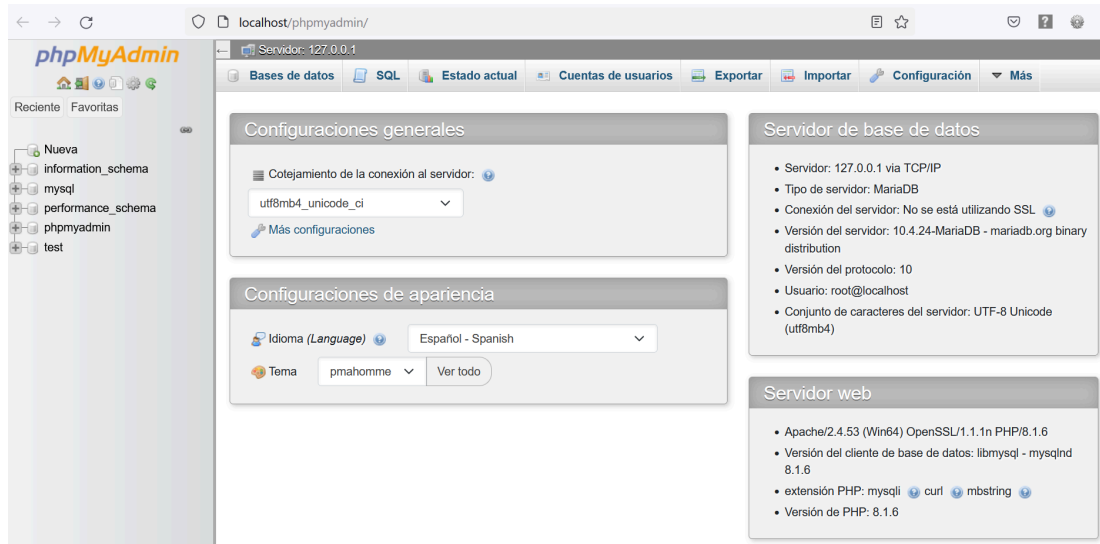 localhost/phpmyadmin/
phpMyAdmin
Reciente Favoritas
Nueva
information_schema
mysql
performance_schema
phpmyadmin
test
Servidor: 127.0.0.1
Bases de datos SQL Estado actual Cuentas de usuarios Exportar Importar Configuración Más
Configuraciones generales
Cotejamiento de la conexión al servidor:
utf8mb4_unicode_ci
Más configuraciones
Configuraciones de apariencia
Idioma (Language) Español - Spanish
Tema pmahomme Ver todo
Servidor de base de datos
• Servidor: 127.0.0.1 via TCP/IP
• Tipo de servidor: MariaDB
• Conexión del servidor: No se está utilizando SSL
• Versión del servidor: 10.4.24-MariaDB - mariadb.org binary
distribution
• Versión del protocolo: 10
• Usuario: root@localhost
• Conjunto de caracteres del servidor: UTF-8 Unicode
(utf8mb4)
Servidor web
• Apache/2.4.53 (Win64) OpenSSL/1.1.1n PHP/8.1.6
• Versión del cliente de base de datos: libmysql - mysqlnd
8.1.6
• extensión PHP: mysqli curl mbstring
• Versión de PHP: 8.1.6